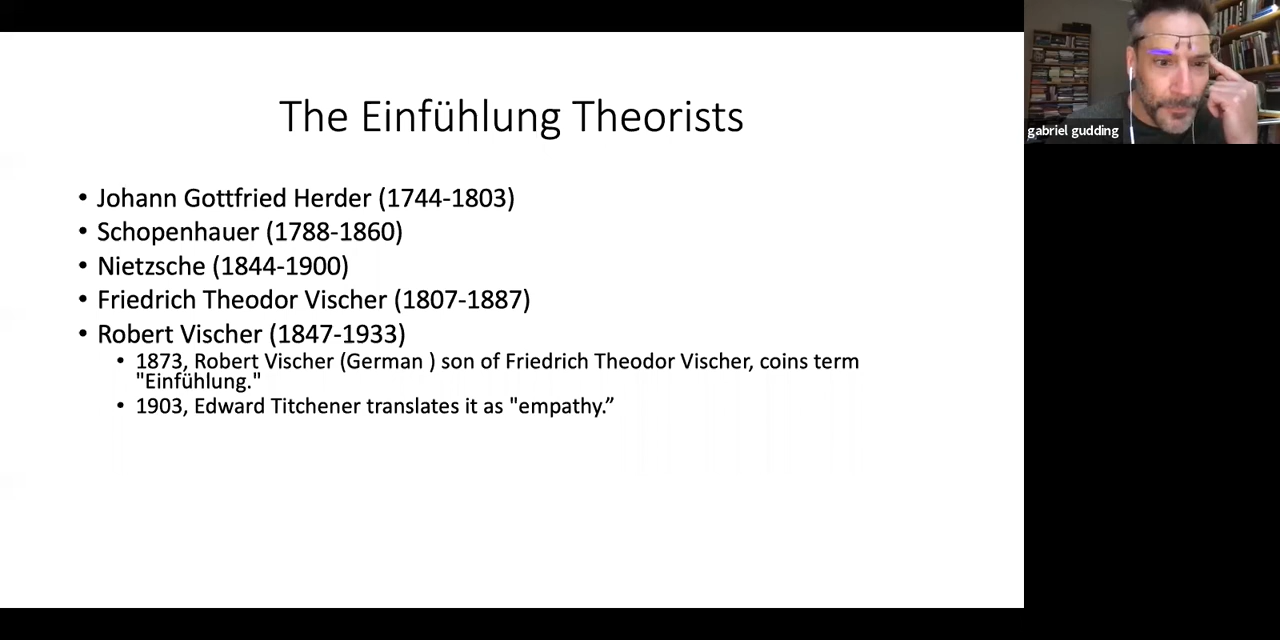 The Einfühlung Theorists
• Johann Gottfried Herder (1744-1803)
• Schopenhauer (1788-1860)
• Nietzsche (1844-1900)
• Friedrich Theodor Vischer (1807-1887)
• Robert Vischer (1847-1933)
• 1873, Robert Vischer (German ) son of Friedrich Theodor Vischer, coins term
"Einfühlung."
• 1903, Edward Titchener translates it as "empathy.”
gabriel gudding